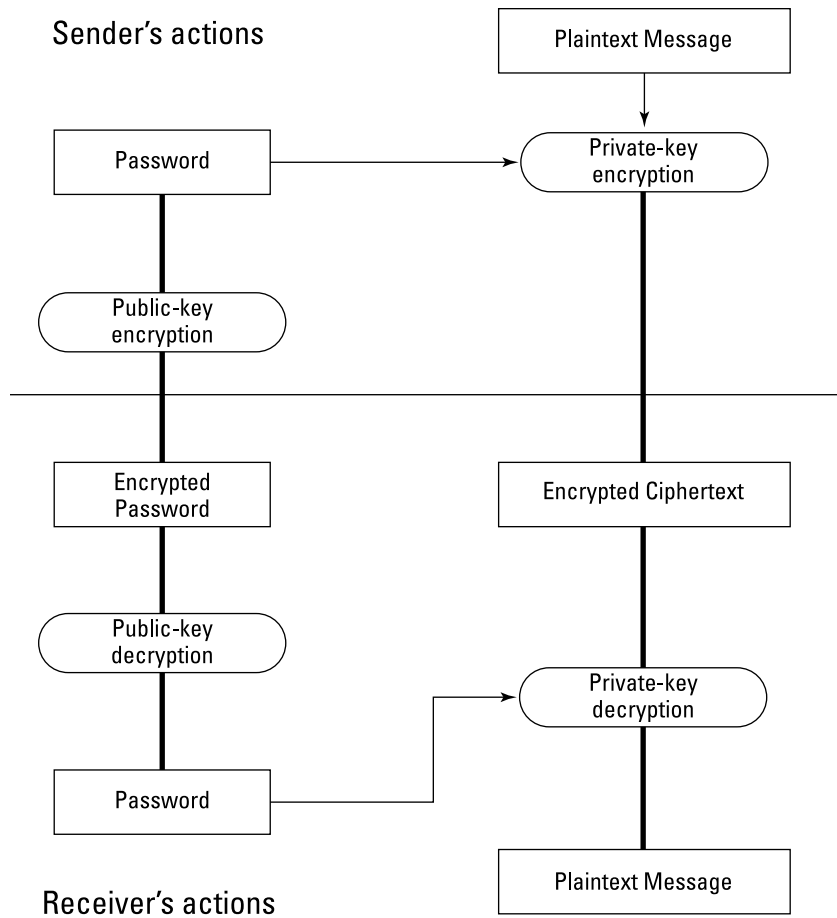 Sender's actions
Plaintext Message
Password
Private-key
encryption
Public-key
encryption
Encrypted
Password
Encrypted Ciphertext
Public-key
decryption
Private-key
decryption
Password
Plaintext Message
Receiver's actions